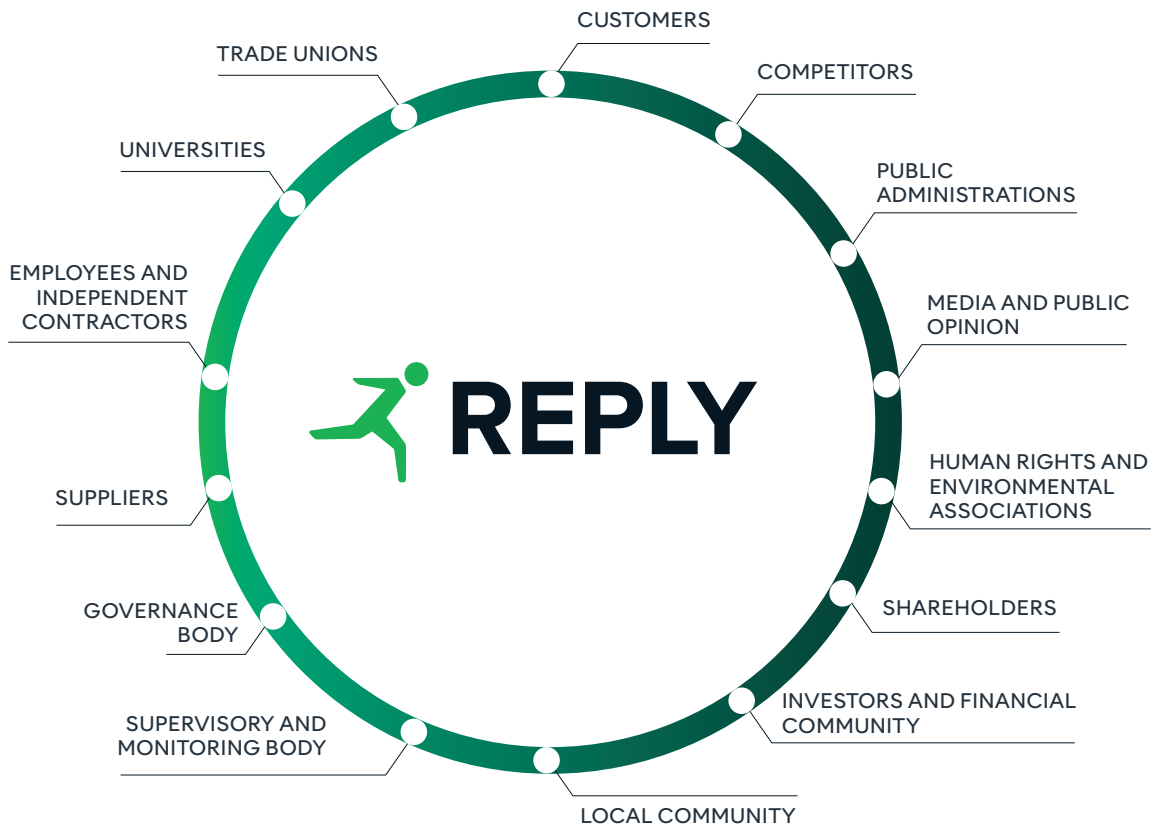 CUSTOMERS
COMPETITORS
PUBLIC
ADMINISTRATIONS
MEDIA AND PUBLIC
OPINION
HUMAN RIGHTS AND
ENVIRONMENTAL
ASSOCIATIONS
SHAREHOLDERS
INVESTORS AND FINANCIAL
COMMUNITY
LOCAL COMMUNITY
SUPERVISORY AND
MONITORING BODY
GOVERNANCE
BODY
SUPPLIERS
EMPLOYEES AND
INDEPENDENT
CONTRACTORS
UNIVERSITIES
TRADE UNIONS
REPLY